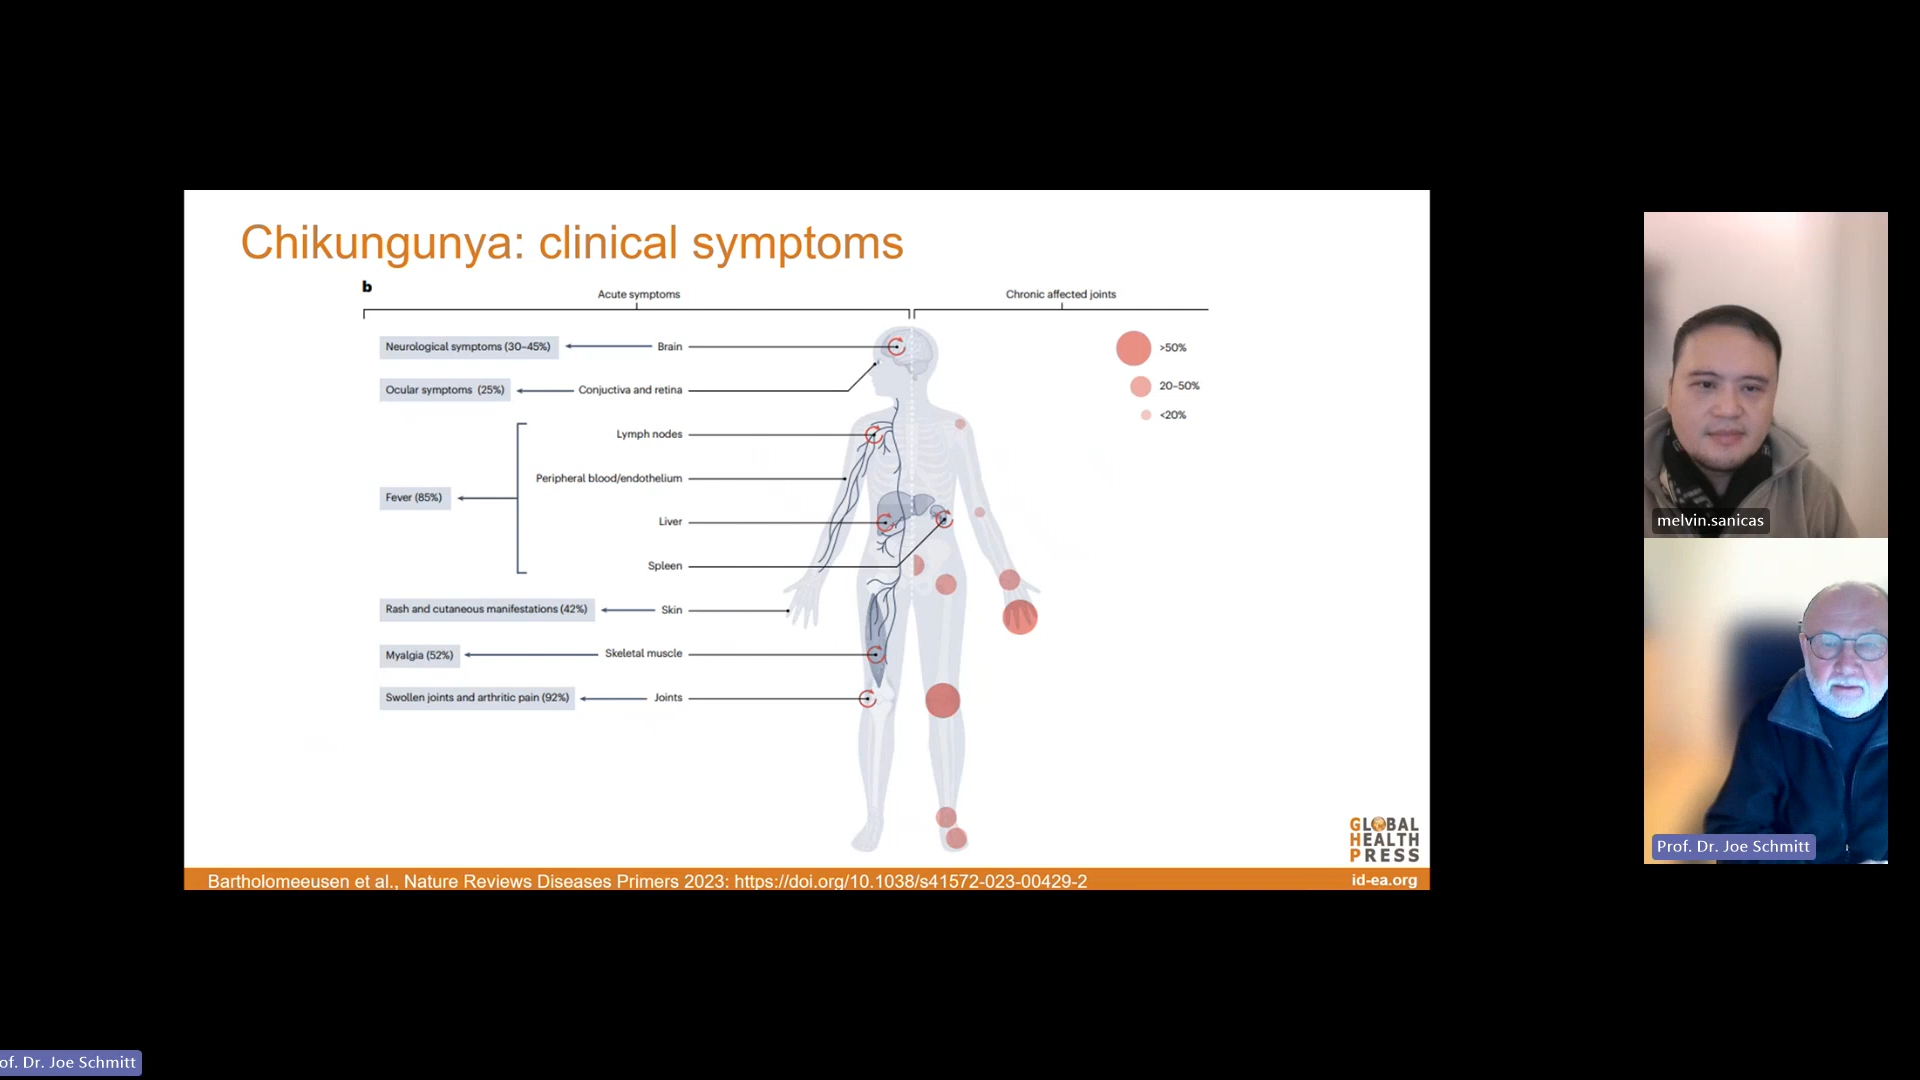 Chikungunya: clinical symptoms
b
Acute symptoms
Chronic affected joints
Neurological symptoms (30–45%)
Brain
>50%
Ocular symptoms (25%)
Conjuctiva and retina
20–50%
<20%
Lymph nodes
Peripheral blood/endothelium
Fever (85%)
Liver
Spleen
Rash and cutaneous manifestations (42%)
Skin
Myalgia (52%)
Skeletal muscle
Swollen joints and arthritic pain (92%)
Joints
GLOBAL
HEALTH
PRESS
Bartholomeeusen et al., Nature Reviews Diseases Primers 2023: https://doi.org/10.1038/s41572-023-00429-2
id-ea.org
melvin.sanicas
Prof. Dr. Joe Schmitt
of. Dr. Joe Schmitt